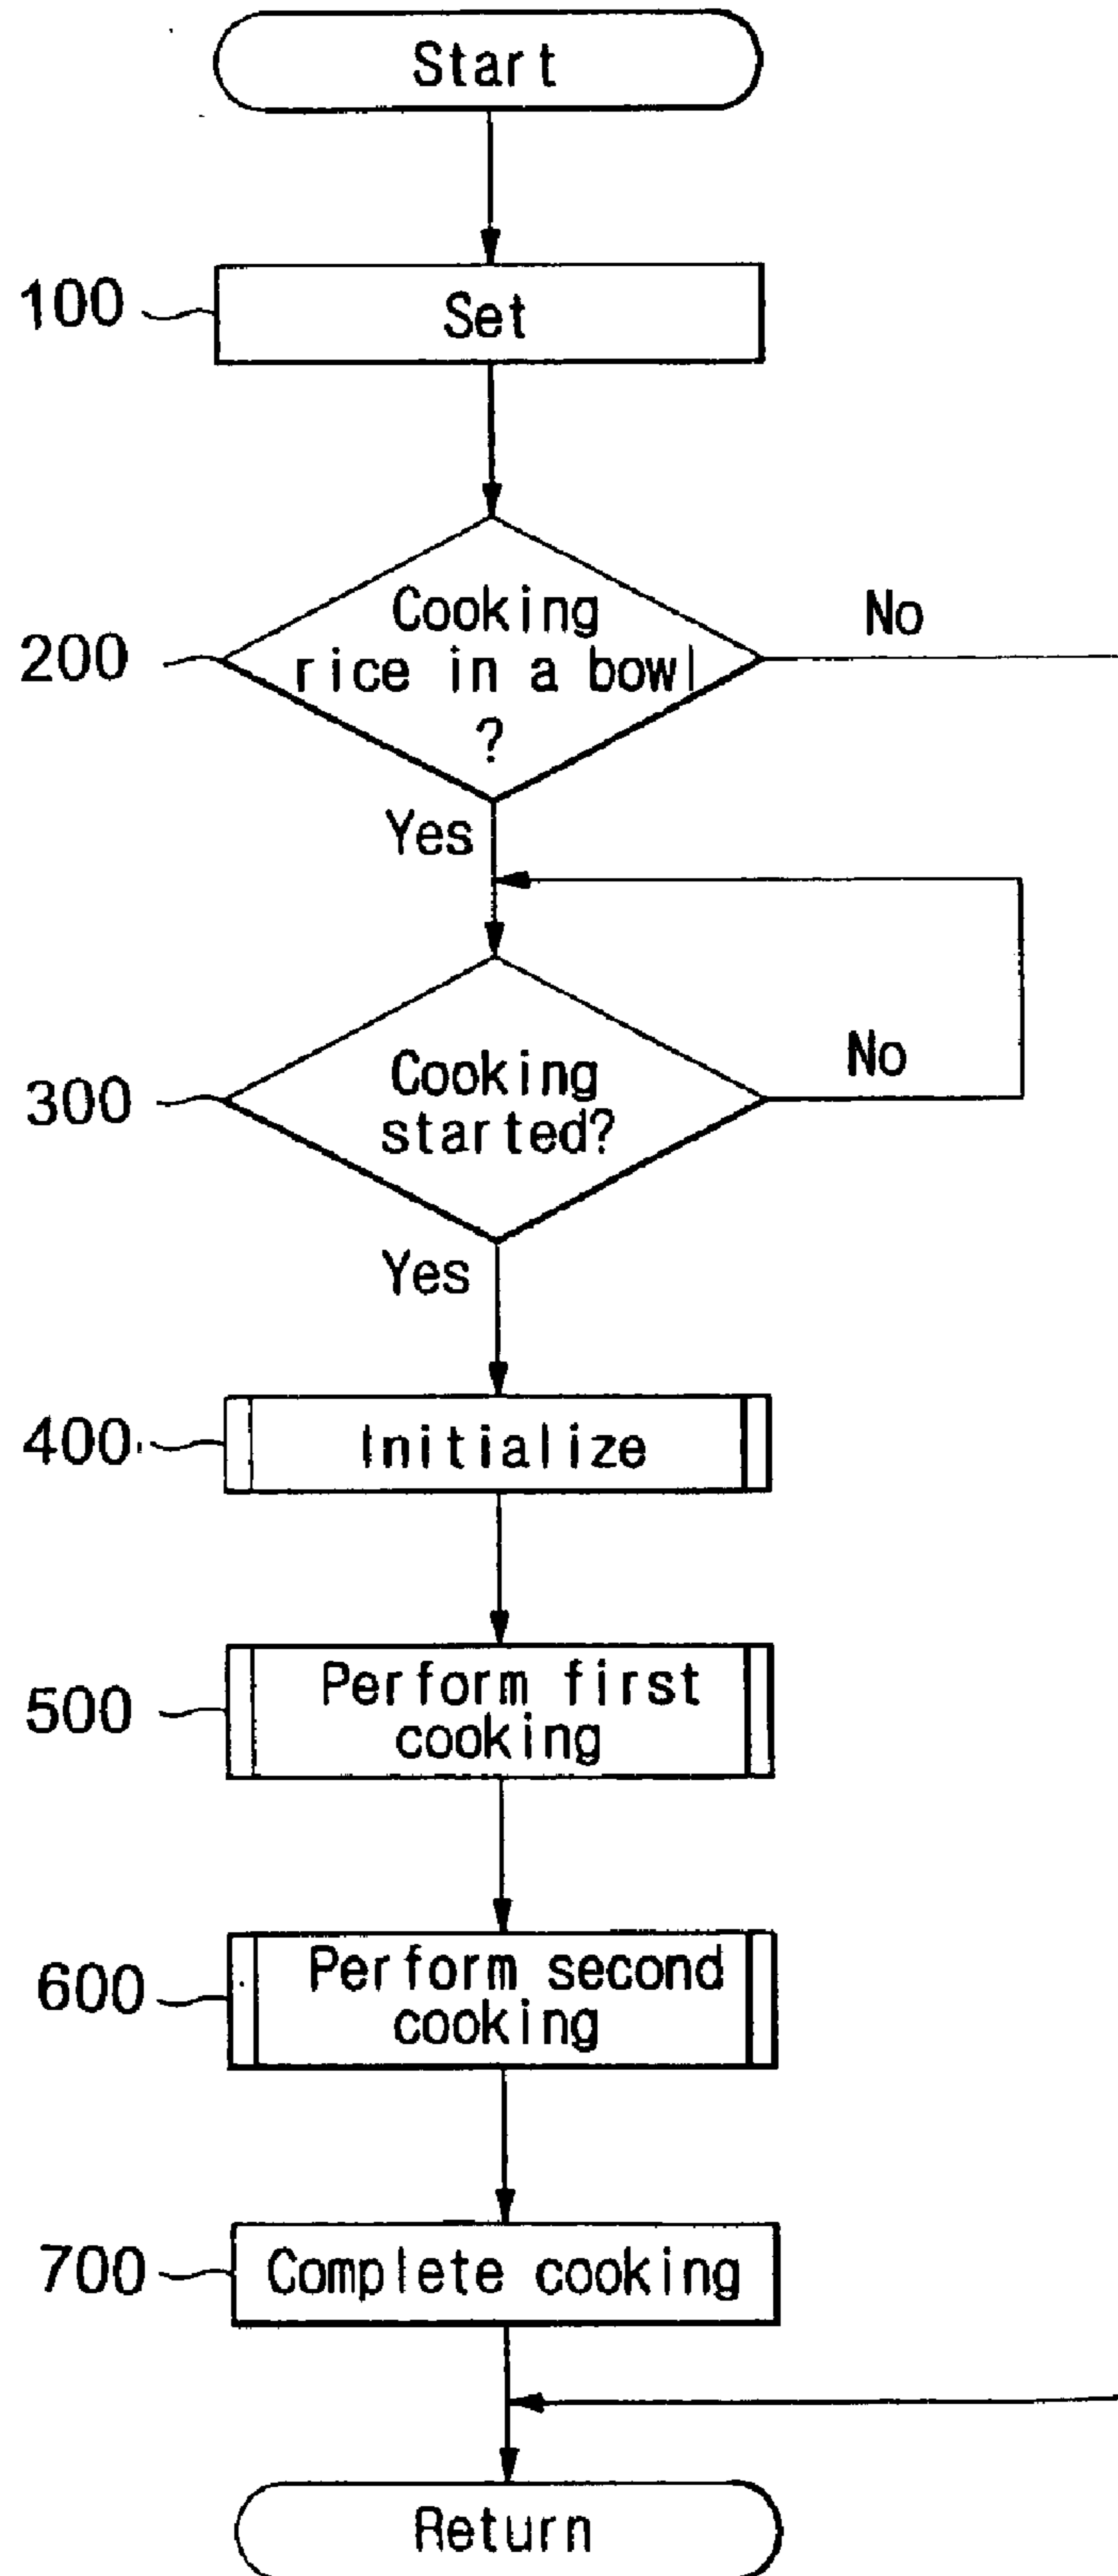 Start
100
Set
Cooking
rice in a bowl
?
200
No
Yes
Cooking
started?
300
No
Yes
400
Initialize
500
Perform first
cooking
600
Perform second
cooking
700
Complete cooking
Return